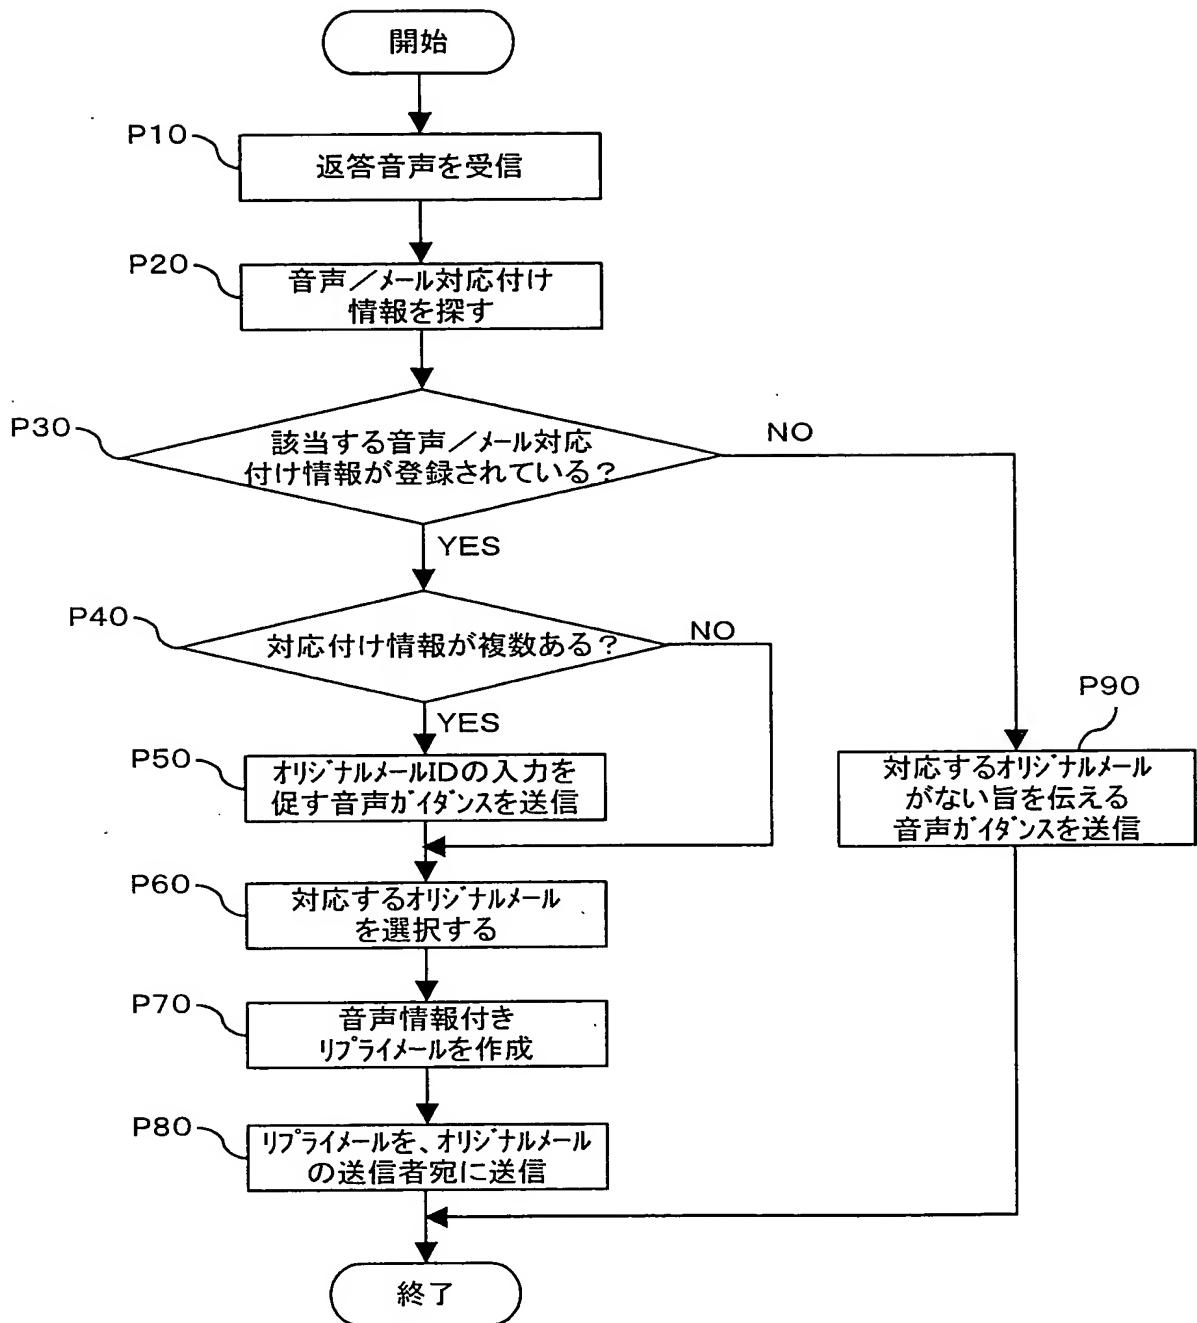 開始
P10
返答音声を受信
P20
音声／メール対応付け
情報を探す
P30
該当する音声／メール対応
付け情報が登録されている？
NO
YES
P40
対応付け情報が複数ある？
NO
YES
P50
オリジナルメールIDの入力を
促す音声ガイダンスを送信
P90
対応するオリジナルメール
がない旨を伝える
音声ガイダンスを送信
P60
対応するオリジナルメール
を選択する
P70
音声情報付き
リプライメールを作成
P80
リプライメールを、オリジナルメール
の送信者宛に送信
終了